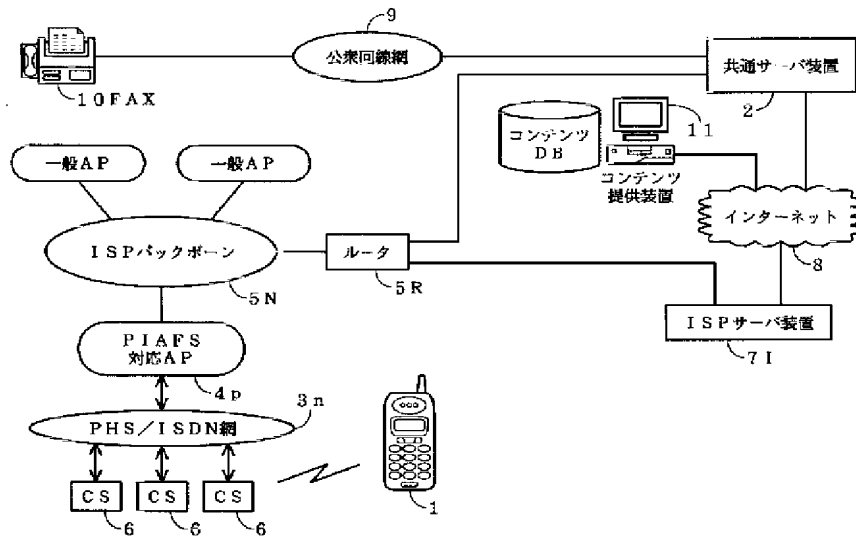 9
公衆回線網
共通サーバ装置
2
10FAX
11
コンテンツ
DB
コンテンツ
提供装置
一般AP
一般AP
インターネット
8
ISPバックボーン
5N
ルータ
5R
ISPサーバ装置
7I
PIAFS
対応AP
4p
3n
PHS/ISDN網
CS
CS
CS
6
6
6
1